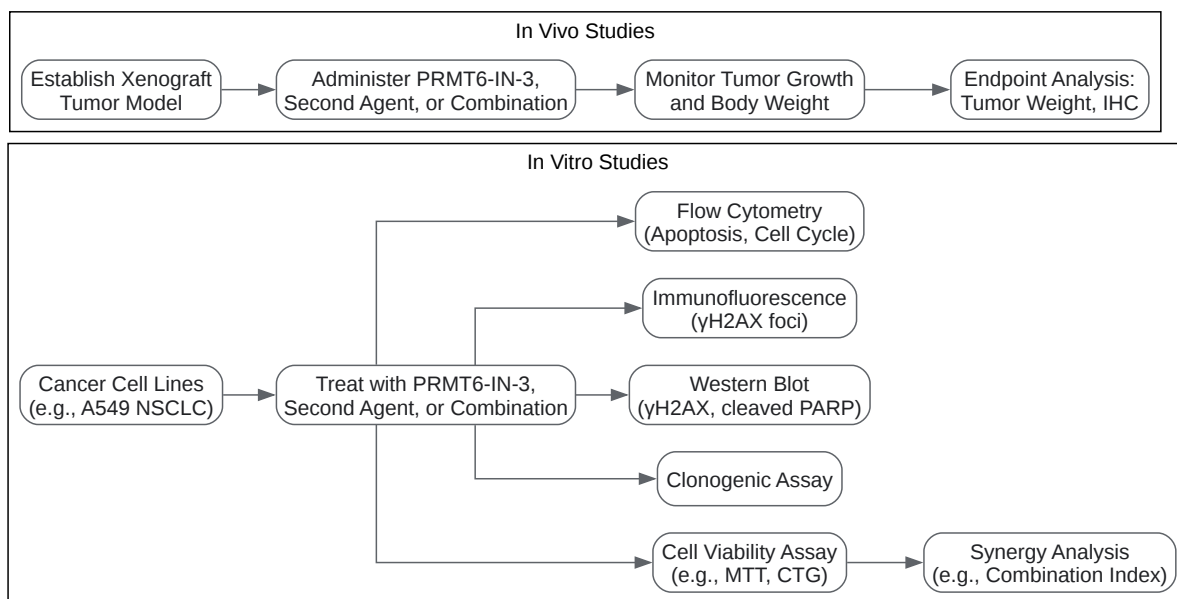 In Vivo Studies
Establish Xenograft
Tumor Model
Administer PRMT6-IN-3,
Second Agent, or Combination
Monitor Tumor Growth
and Body Weight
Endpoint Analysis:
Tumor Weight, IHC
In Vitro Studies
Flow Cytometry
(Apoptosis, Cell Cycle)
Immunofluorescence
(γH2AX foci)
Cancer Cell Lines
(e.g., A549 NSCLC)
Treat with PRMT6-IN-3,
Second Agent, or Combination
Western Blot
(γH2AX, cleaved PARP)
Clonogenic Assay
Cell Viability Assay
(e.g., MTT, CTG)
Synergy Analysis
(e.g., Combination Index)